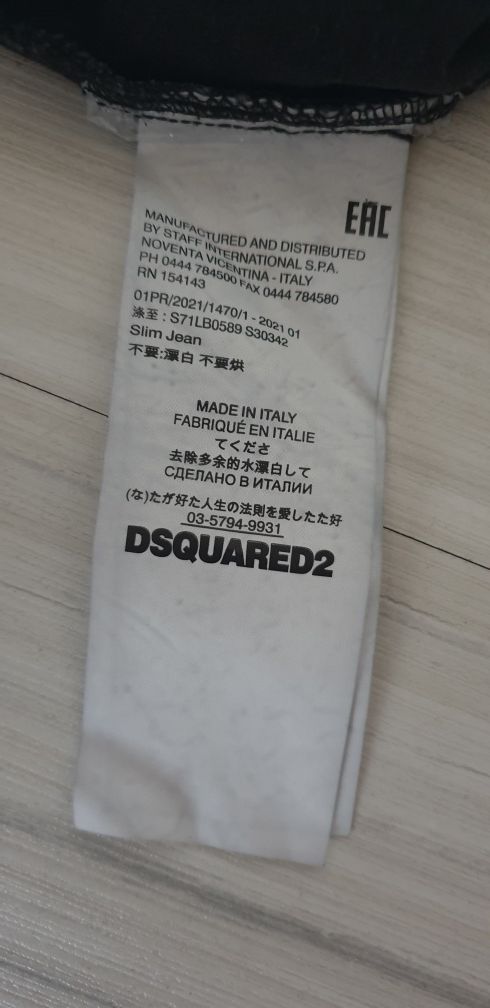 EAC
MANUFACTURED AND DISTRIBUTED
BY STAFF INTERNATIONAL S.P.A.
NOVENTA VICENTINA - ITALY
PH 0444 784500 FAX 0444 784580
RN 154143
01PR/2021/1470/1 - 2021 01
涤至 : S71LB0589 S30342
Slim Jean
不要:漂白 不要烘
MADE IN ITALY
FABRIQUÉ EN ITALIE
てくださ
去除多余的水漂白して
СДЕЛАНО В ИТАЛИИ
(な)たが好た人生の法則を愛したた好
03-5794-9931
DSQUARED2